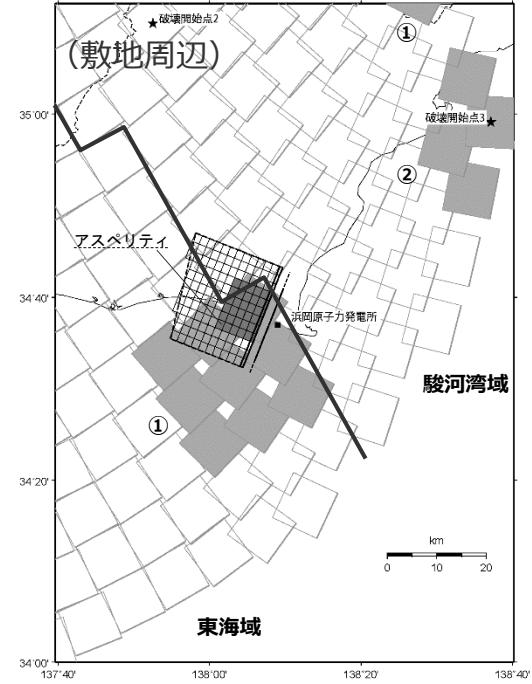 破壊開始点2
（敷地周辺）
①
35°00'
破壊開始点3
②
アスペリティ
34°40'
浜岡原子力発電所
駿河湾域
①
34°20'
km
0 10 20
東海域
34°00'
137°40' 138°00' 138°20' 138°40'